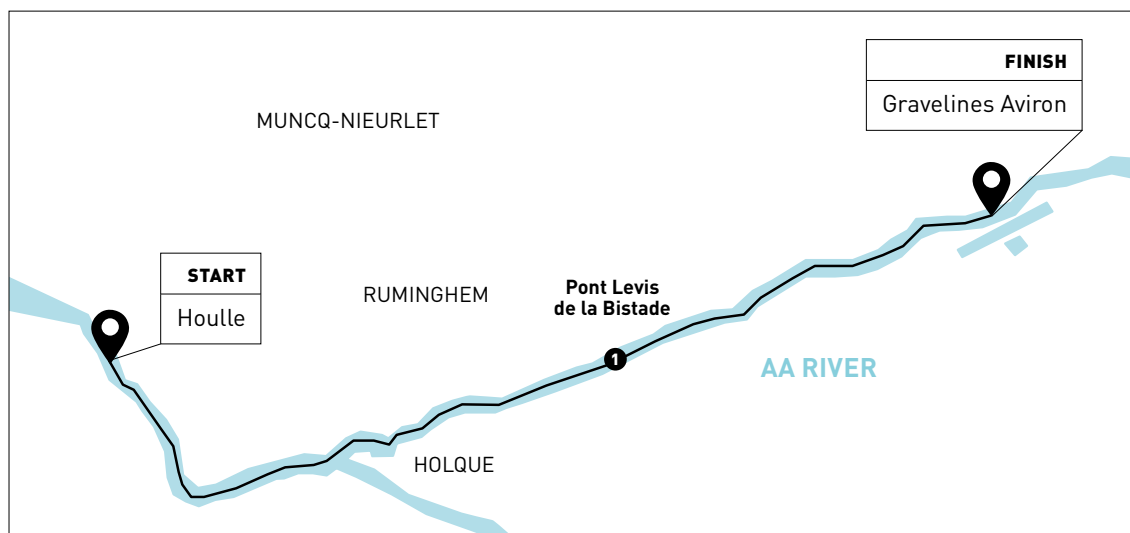 FINISH
Gravelines Aviron
MUNCQ-NIEURLET
START
Houlle
RUMINGHEM
Pont Levis
de la Bistade
1
AA RIVER
HOLQUE